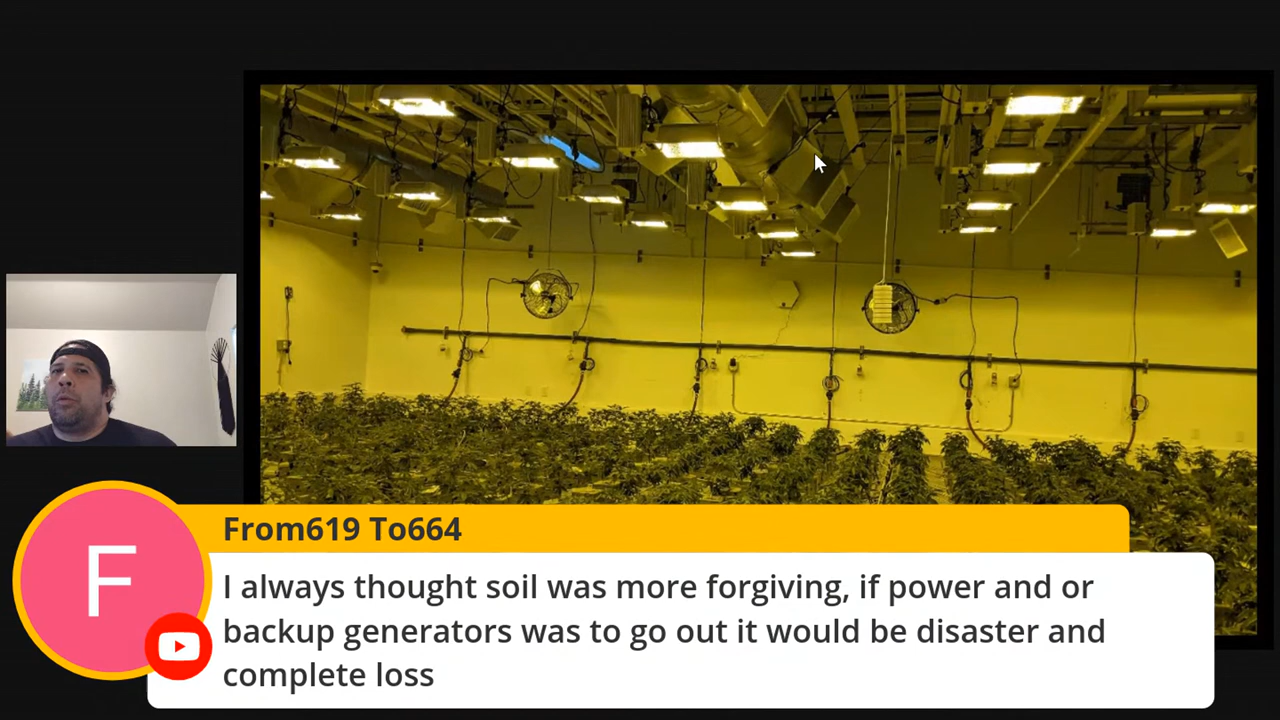 From619 To664
F
I always thought soil was more forgiving, if power and or
backup generators was to go out it would be disaster and
complete loss